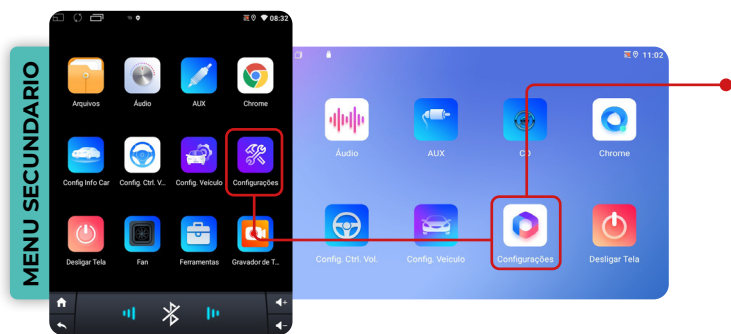 MENU SECUNDARIO
08:32
Arquivos
Áudio
AUX
Chrome
Config Info Car
Config. Ctrl. V...
Config. Veículo
Configurações
Desligar Tela
Fan
Ferramentas
Gravador de T...
11:02
Áudio
AUX
CD
Chrome
Config. Ctrl. Vol.
Config. Veículo
Configurações
Desligar Tela